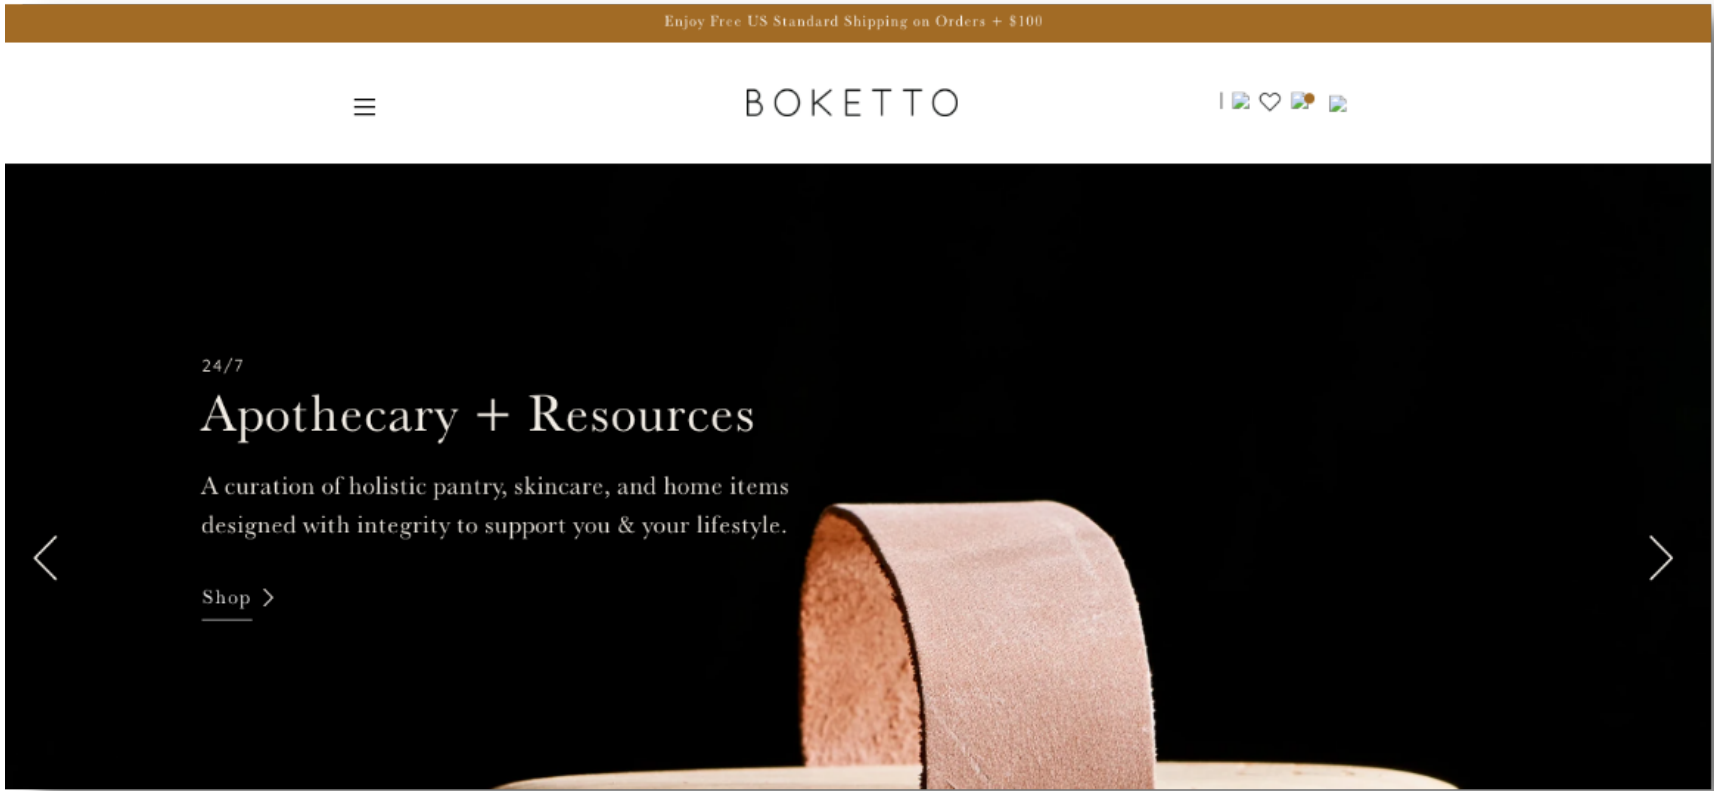 Enjoy Free US Standard Shipping on Orders + $100
BOKETTO
24/7
Apothecary + Resources
A curation of holistic pantry, skincare, and home items
designed with integrity to support you & your lifestyle.
Shop